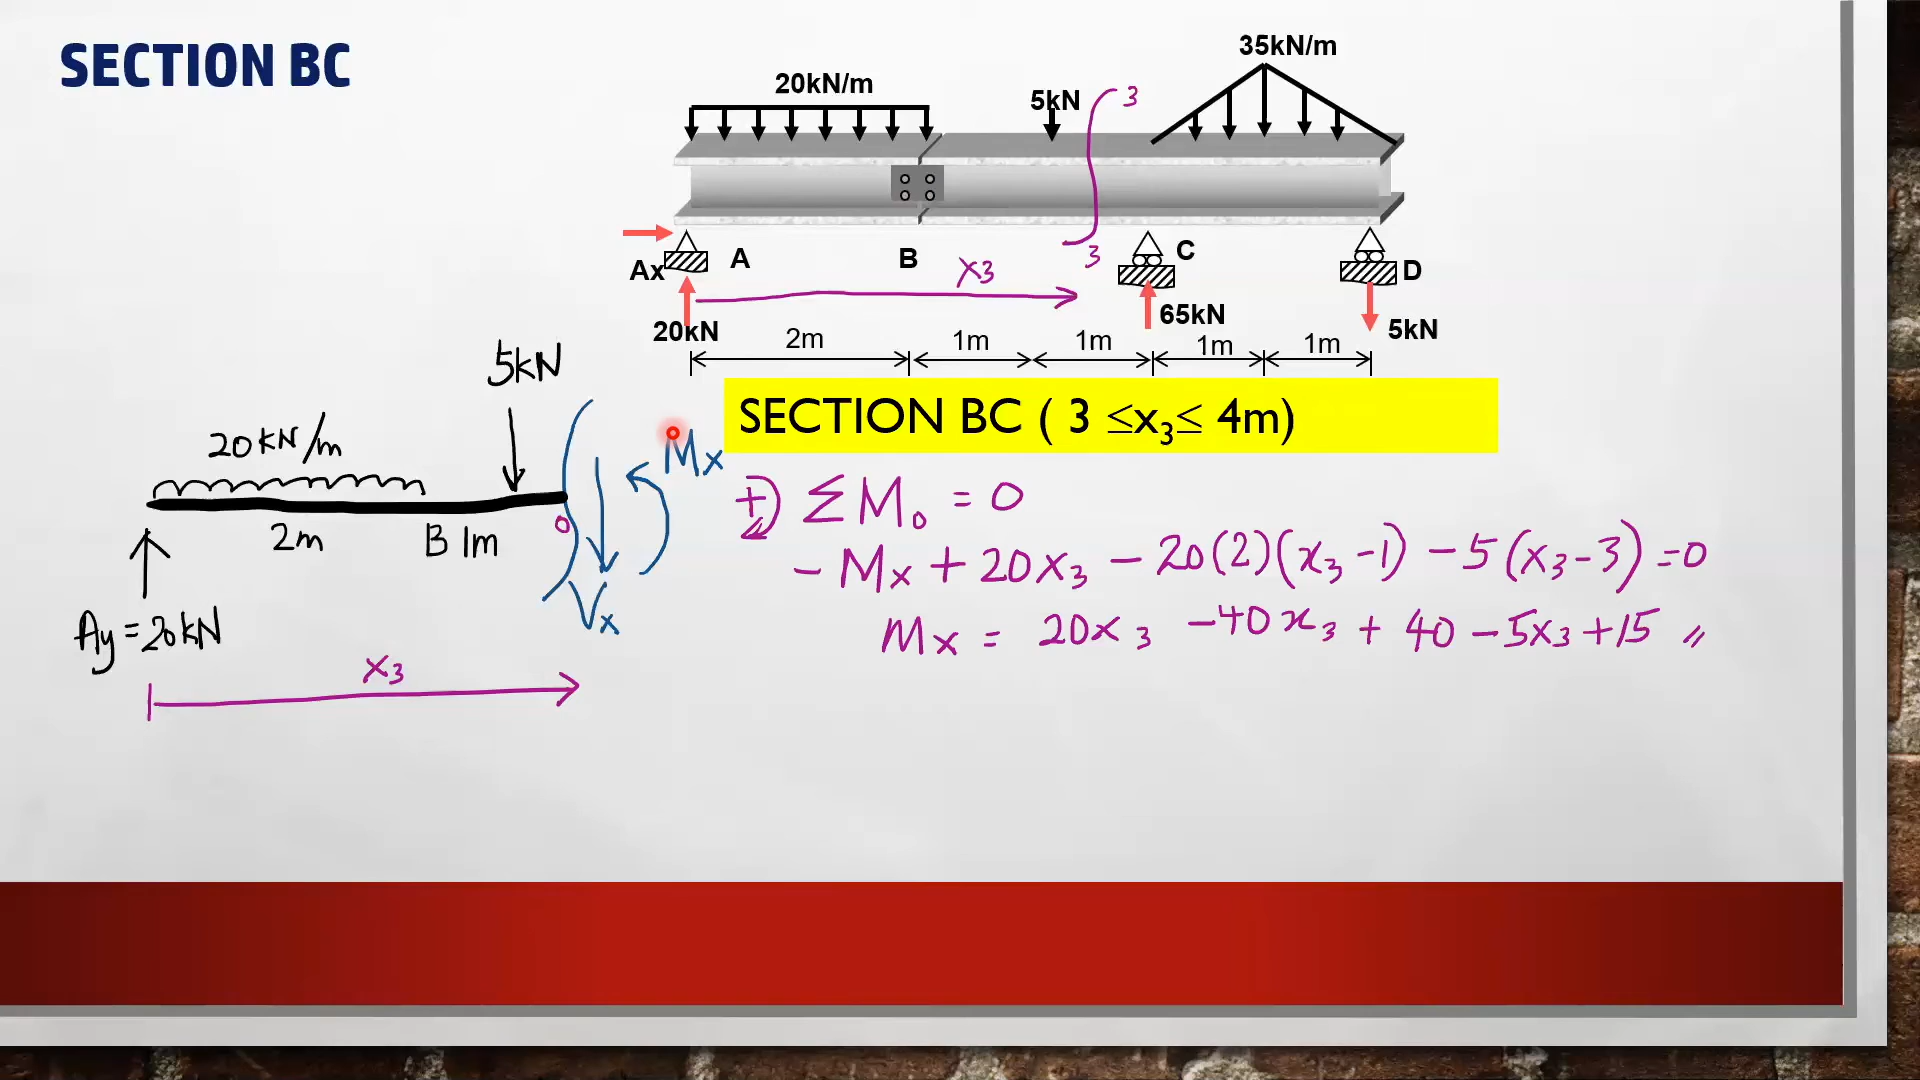 SECTION BC
20kN/m
5kN
35kN/m
3
3
Ax
A
B
C
D
x3
20kN
65kN
5kN
2m
1m
1m
1m
1m
SECTION BC ( 3 ≤x₃≤ 4m)
5kN
20kN/m
Mx
o
2m
B 1m
Vx
Ay = 20kN
x3
+) ΣM₀ = 0
- Mx + 20x₃ - 20(2)(x₃-1) - 5(x₃-3) = 0
Mx = 20x₃ - 40x₃ + 40 - 5x₃ + 15 〃